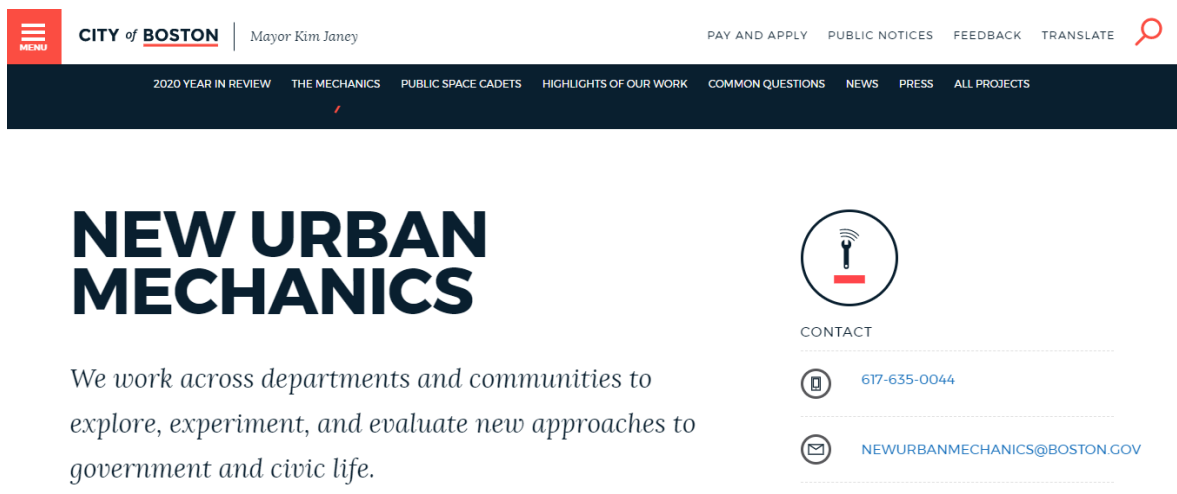 MENU
CITY of BOSTON
Mayor Kim Janey
PAY AND APPLY
PUBLIC NOTICES
FEEDBACK
TRANSLATE
2020 YEAR IN REVIEW
THE MECHANICS
PUBLIC SPACE CADETS
HIGHLIGHTS OF OUR WORK
COMMON QUESTIONS
NEWS
PRESS
ALL PROJECTS
NEW URBAN
MECHANICS
We work across departments and communities to
explore, experiment, and evaluate new approaches to
government and civic life.
CONTACT
617-635-0044
NEWURBANMECHANICS@BOSTON.GOV